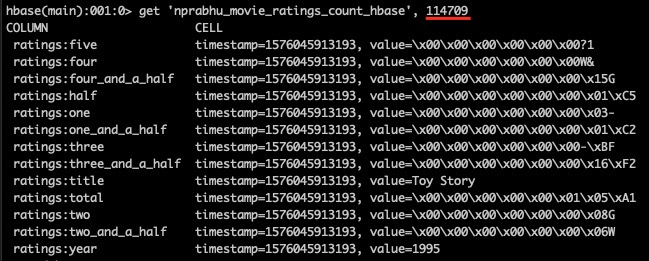 hbase(main):001:0> get 'nprabhu_movie_ratings_count_hbase', 114709
COLUMN CELL
ratings:five timestamp=1576045913193, value=\x00\x00\x00\x00\x00\x00?1
ratings:four timestamp=1576045913193, value=\x00\x00\x00\x00\x00\x00W&
ratings:four_and_a_half timestamp=1576045913193, value=\x00\x00\x00\x00\x00\x00\x15G
ratings:half timestamp=1576045913193, value=\x00\x00\x00\x00\x00\x00\x01\xC5
ratings:one timestamp=1576045913193, value=\x00\x00\x00\x00\x00\x00\x03-
ratings:one_and_a_half timestamp=1576045913193, value=\x00\x00\x00\x00\x00\x00\x01\xC2
ratings:three timestamp=1576045913193, value=\x00\x00\x00\x00\x00\x00-\xBF
ratings:three_and_a_half timestamp=1576045913193, value=\x00\x00\x00\x00\x00\x00\x16\xF2
ratings:title timestamp=1576045913193, value=Toy Story
ratings:total timestamp=1576045913193, value=\x00\x00\x00\x00\x00\x01\x05\xA1
ratings:two timestamp=1576045913193, value=\x00\x00\x00\x00\x00\x00\x08G
ratings:two_and_a_half timestamp=1576045913193, value=\x00\x00\x00\x00\x00\x00\x06W
ratings:year timestamp=1576045913193, value=1995